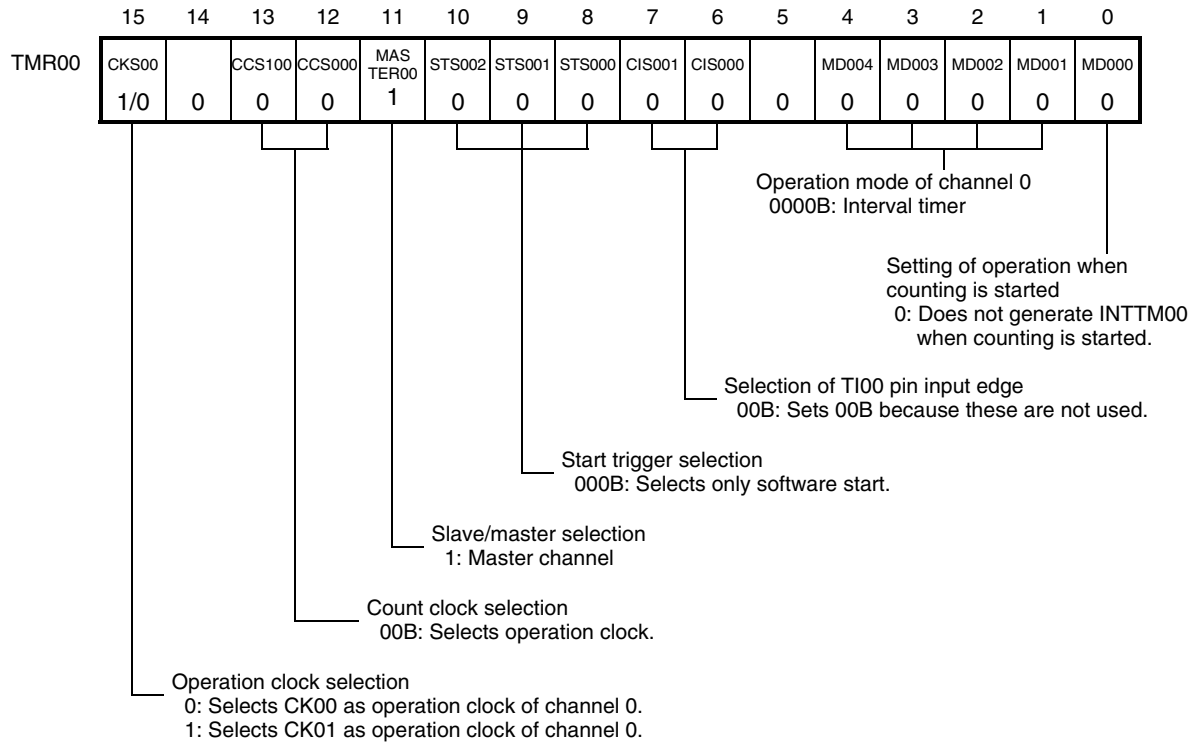 15 14 13 12 11 10 9 8 7 6 5 4 3 2 1 0
TMR00
CKS00 CCS100 CCS000 MAS TER00 STS002 STS001 STS000 CIS001 CIS000 MD004 MD003 MD002 MD001 MD000
1/0 0 0 0 1 0 0 0 0 0 0 0 0 0 0 0
Operation mode of channel 0
0000B: Interval timer
Setting of operation when
counting is started
0: Does not generate INTTM00
when counting is started.
Selection of TI00 pin input edge
00B: Sets 00B because these are not used.
Start trigger selection
000B: Selects only software start.
Slave/master selection
1: Master channel
Count clock selection
00B: Selects operation clock.
Operation clock selection
0: Selects CK00 as operation clock of channel 0.
1: Selects CK01 as operation clock of channel 0.